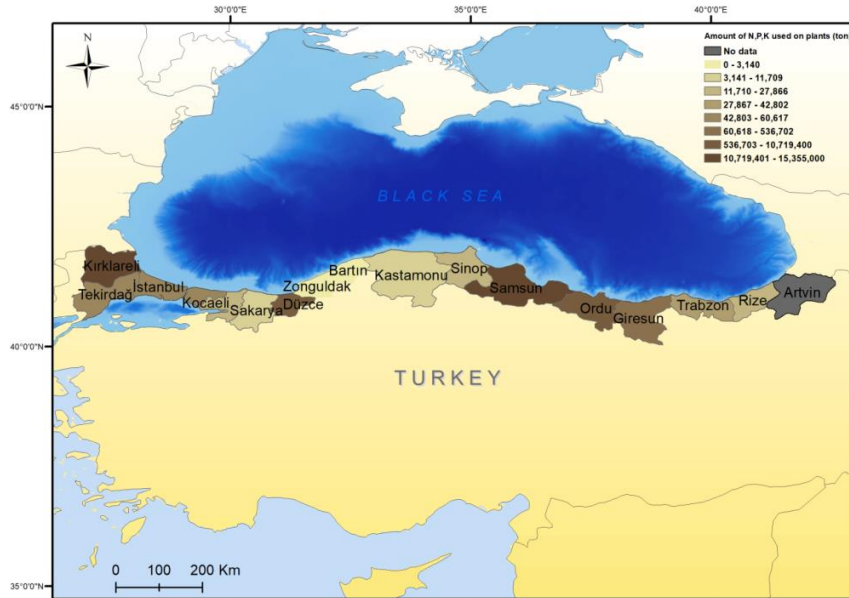 30°0'0"E
35°0'0"E
40°0'0"E
N
Amount of N,P,K used on plants (ton)
No data
0 - 3,140
3,141 - 11,709
11,710 - 27,866
27,867 - 42,802
42,803 - 60,617
60,618 - 536,702
536,703 - 10,719,400
10,719,401 - 15,355,000
45°0'0"N
BLACK SEA
Kırklareli
Tekirdağ
İstanbul
Kocaeli
Sakarya
Düzce
Zonguldak
Bartın
Kastamonu
Sinop
Samsun
Ordu
Giresun
Trabzon
Rize
Artvin
40°0'0"N
TURKEY
0 100 200 Km
35°0'0"N